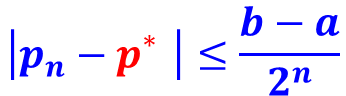 |pₙ − p* | ≤ (b − a) / 2ⁿ